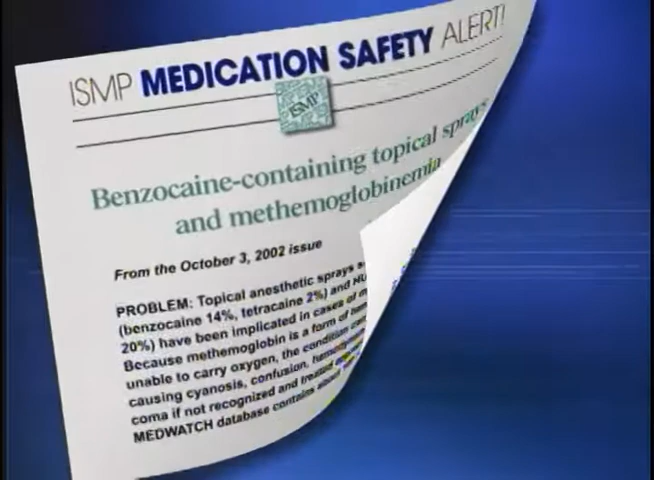 ISMP MEDICATION SAFETY ALERT!
ISMP
Benzocaine-containing topical sprays
and methemoglobinemia
From the October 3, 2002 issue
PROBLEM: Topical anesthetic sprays
(benzocaine 14%, tetracaine 2%) and
20%) have been implicated in cases of
Because methemoglobin is a form of
unable to carry oxygen, the condition
causing cyanosis, confusion,
coma if not recognized and treated
MEDWATCH database contains